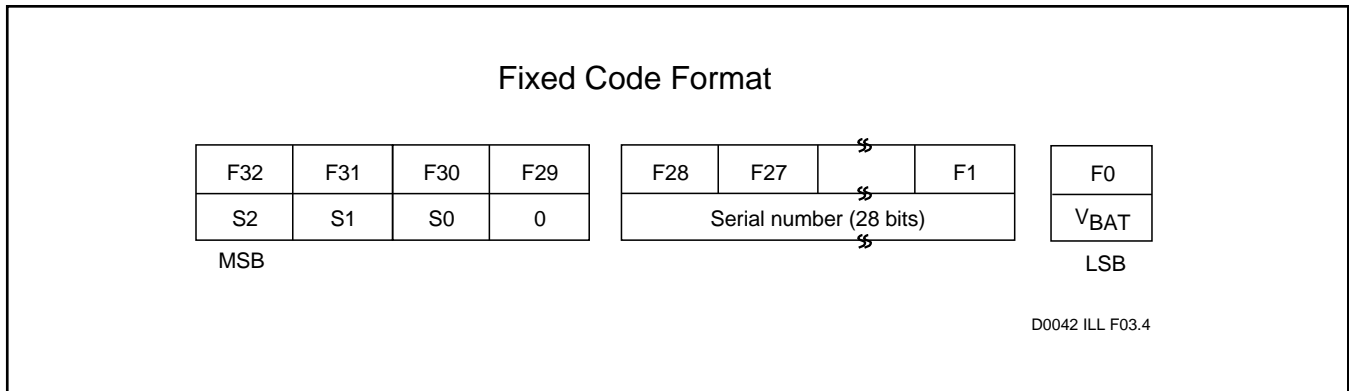 Fixed Code Format
F32 F31 F30 F29 F28 F27 F1 F0
S2 S1 S0 0 Serial number (28 bits) VBAT
MSB LSB
D0042 ILL F03.4